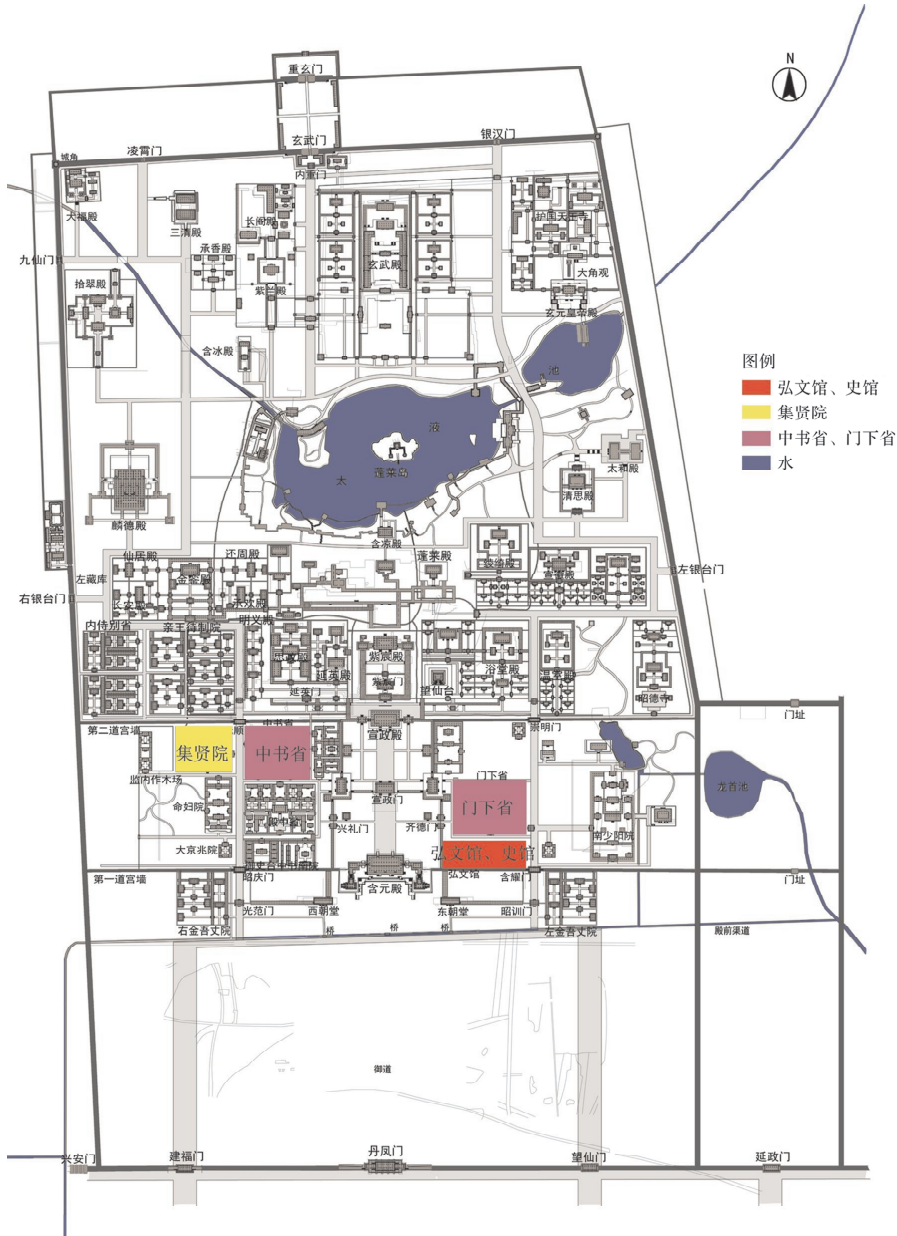 N
重玄门
玄武门
银汉门
凌霄门
城角
内重门
大福殿
三清殿
长阁殿
护国天王寺
承香殿
九仙门
玄武殿
大角观
拾翠殿
紫兰殿
玄元皇帝殿
含冰殿
池
图例
弘文馆、史馆
集贤院
中书省、门下省
水
液
太
蓬莱岛
太和殿
清思殿
麟德殿
含凉殿
仙居殿
还周殿
蓬莱殿
左藏库
金銮殿
左银台门
右银台门
长安殿
承欢殿
明义殿
内侍别省
亲王待制院
紫宸殿
延英殿
浴堂殿
温室殿
延英门
紫宸门
望仙台
昭德寺
门址
第二道宫墙
中书省
宣政殿
崇明门
集贤院
中书省
监内作木场
门下省
龙首池
命妇院
宣政门
门下省
殿中省
兴礼门
齐德门
南少阳院
大京兆院
弘文馆、史馆
第一道宫墙
昭庆门
含元殿
弘文馆
含耀门
门址
光范门
西朝堂
东朝堂
昭训门
右金吾丈院
桥
桥
桥
左金吾丈院
殿前渠道
御道
兴安门
建福门
丹凤门
望仙门
延政门